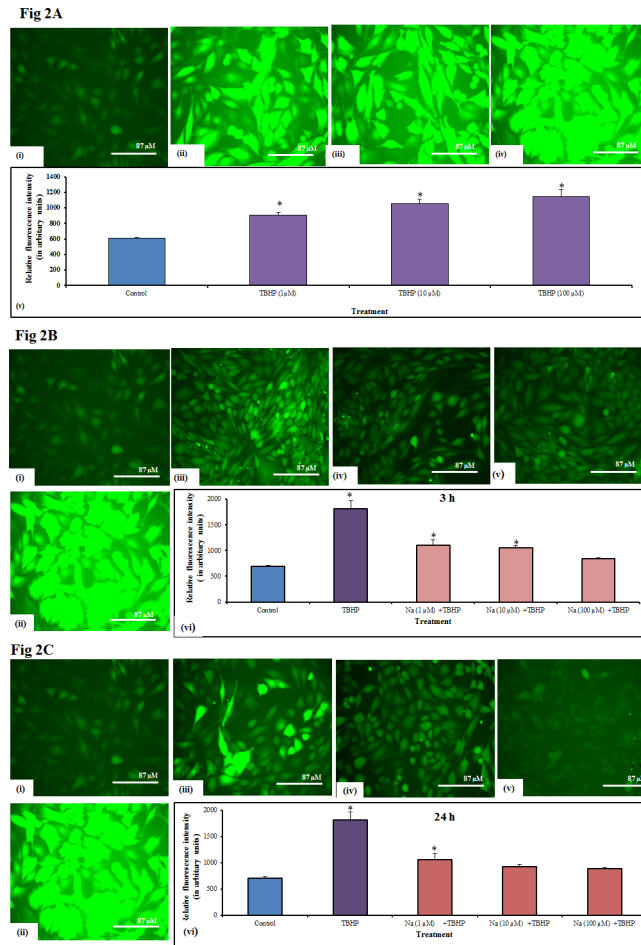 Fig 2A
(i)
87 µM
(ii)
87 µM
(iii)
87 µM
(iv)
87 µM
Relative fluorescence intensity
(in arbitary units)
1400
1200
1000
800
600
400
200
0
*
*
*
Control
TBHP (1µM)
TBHP (10 µM)
TBHP (100 µM)
Treatment
(v)
Fig 2B
(i)
87 µM
(iii)
87 µM
(iv)
87 µM
(v)
87 µM
(ii)
87 µM
3 h
Relative fluorescence intensity
( in arbitary units)
2000
1500
1000
500
0
*
*
*
Control
TBHP
Na (1 µM) +TBHP
Na (10 µM) +TBHP
Na (100 µM) +TBHP
Treatment
(vi)
Fig 2C
(i)
87 µM
(iii)
87 µM
(iv)
87 µM
(v)
87 µM
(ii)
87 µM
24 h
Relative fluorescence intensity
(in arbitary units)
2000
1500
1000
500
0
*
*
Control
TBHP
Na (1 µM) +TBHP
Na (10 µM) +TBHP
Na (100 µM) +TBHP
Treatment
(vi)